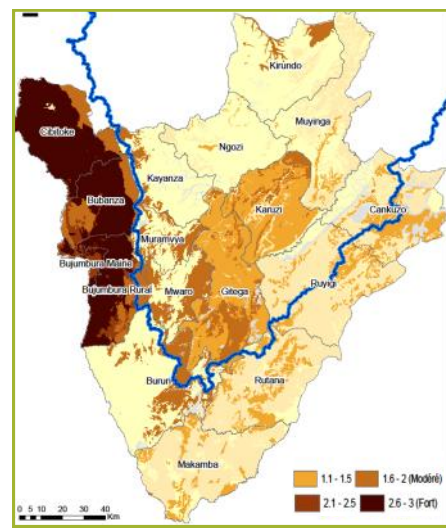 Kirundo
Cibitoke
Muyinga
Ngozi
Kayanza
Bubanza
Karuzi
Cankuzo
Muramvya
Bujumbura Mairie
Bujumbura Rural
Mwaro
Gitega
Ruyigi
Bururi
Rutana
Makamba
1.1 - 1.5
1.6 - 2 (Modéré)
2.1 - 2.5
2.6 - 3 (Fort)
0 5 10 20 30 40
Km